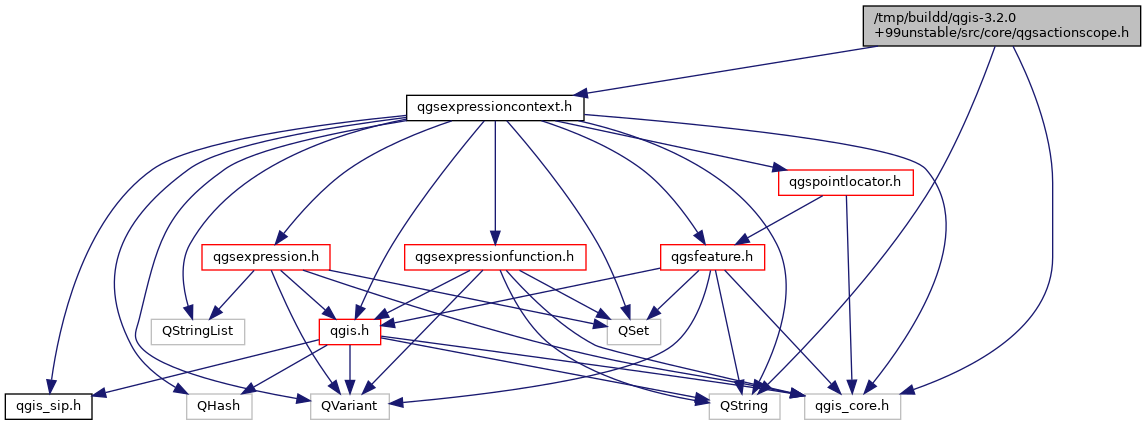 /tmp/buildd/qgis-3.2.0
+99unstable/src/core/qgsactionscope.h
qgsexpressioncontext.h
qgspointlocator.h
qgsexpression.h
qgsexpressionfunction.h
qgsfeature.h
QStringList
qgis.h
QSet
qgis_sip.h
QHash
QVariant
QString
qgis_core.h